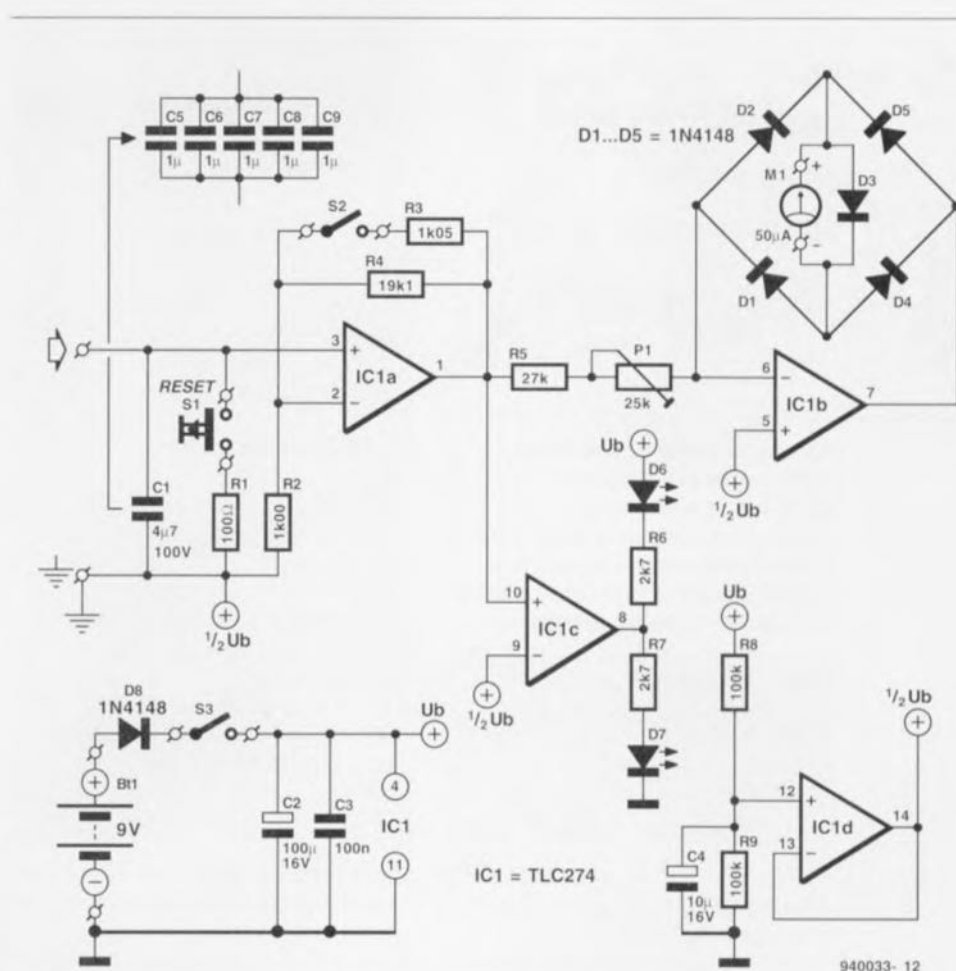 C5 C6 C7 C8 C9
1µ 1µ 1µ 1µ 1µ
D1...D5 = 1N4148
D2
D5
M1
+
D3
50µA
−
D1
D4
S2
R3
1k05
R4
19k1
RESET
S1
3
+
2
−
IC1a
1
R5
27k
P1
25k
6
−
5
+
IC1b
7
½Ub
C1
4µ7
100V
R1
100Ω
R2
1k00
½Ub
Ub
D6
R6
2k7
10
+
9
−
IC1c
8
½Ub
R7
2k7
D7
Ub
R8
100k
12
+
13
−
IC1d
14
½Ub
R9
100k
C4
10µ
16V
D8
1N4148
S3
Ub
+
Bt1
9V
−
C2
100µ
16V
C3
100n
4
IC1
11
IC1 = TLC274
940033- 12